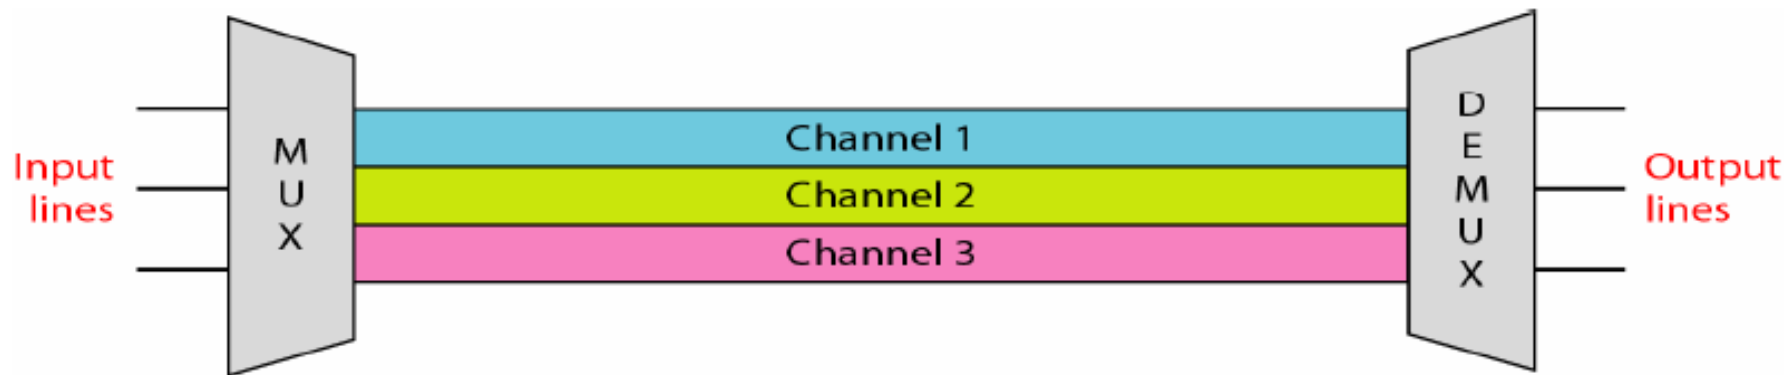 Input
lines
M
U
X
Channel 1
Channel 2
Channel 3
D
E
M
U
X
Output
lines